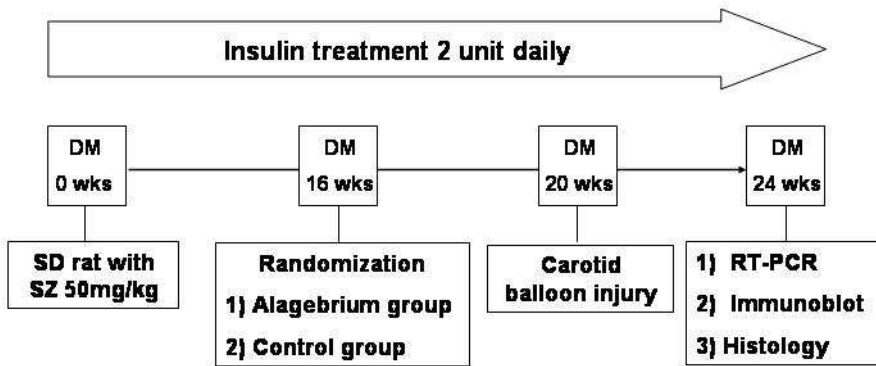 Insulin treatment 2 unit daily
DM
0 wks
DM
16 wks
DM
20 wks
DM
24 wks
SD rat with
SZ 50mg/kg
Randomization
1) Alagebrium group
2) Control group
Carotid
balloon injury
1) RT-PCR
2) Immunoblot
3) Histology